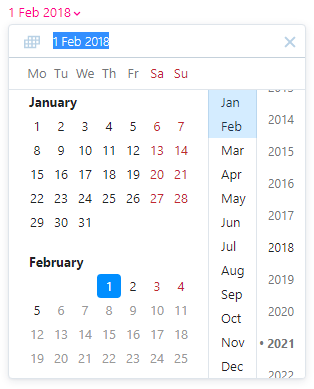 1 Feb 2018
1 Feb 2018
Mo Tu We Th Fr Sa Su
January
1 2 3 4 5 6 7
8 9 10 11 12 13 14
15 16 17 18 19 20 21
22 23 24 25 26 27 28
29 30 31
February
1 2 3 4
5 6 7 8 9 10 11
12 13 14 15 16 17 18
19 20 21 22 23 24 25
Jan
Feb
Mar
Apr
May
Jun
Jul
Aug
Sep
Oct
Nov
Dec
2014
2015
2016
2017
2018
2019
2020
• 2021
2022